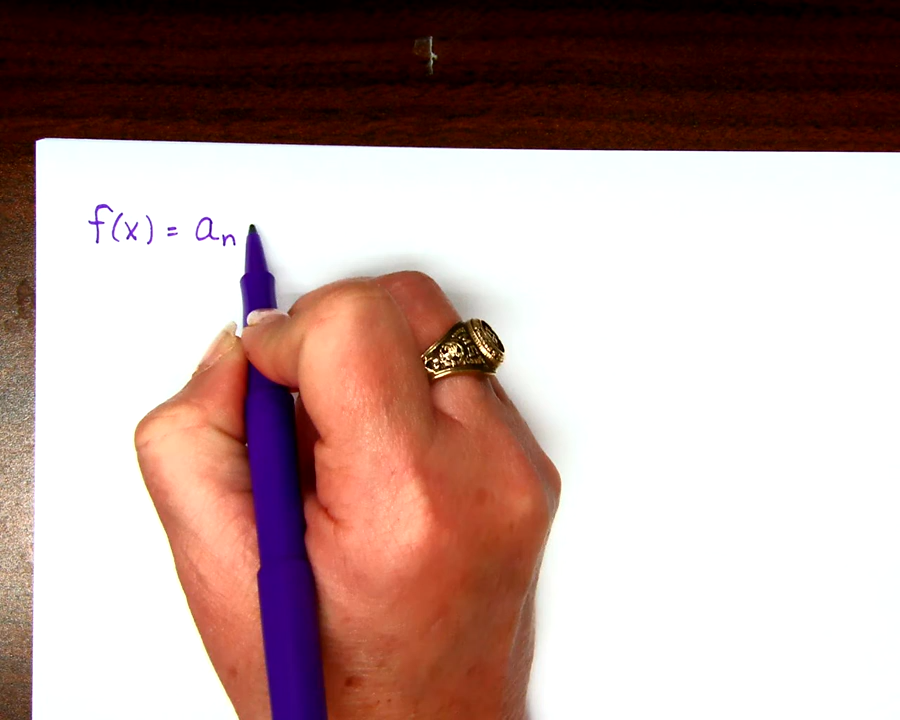 f(x) = aₙ